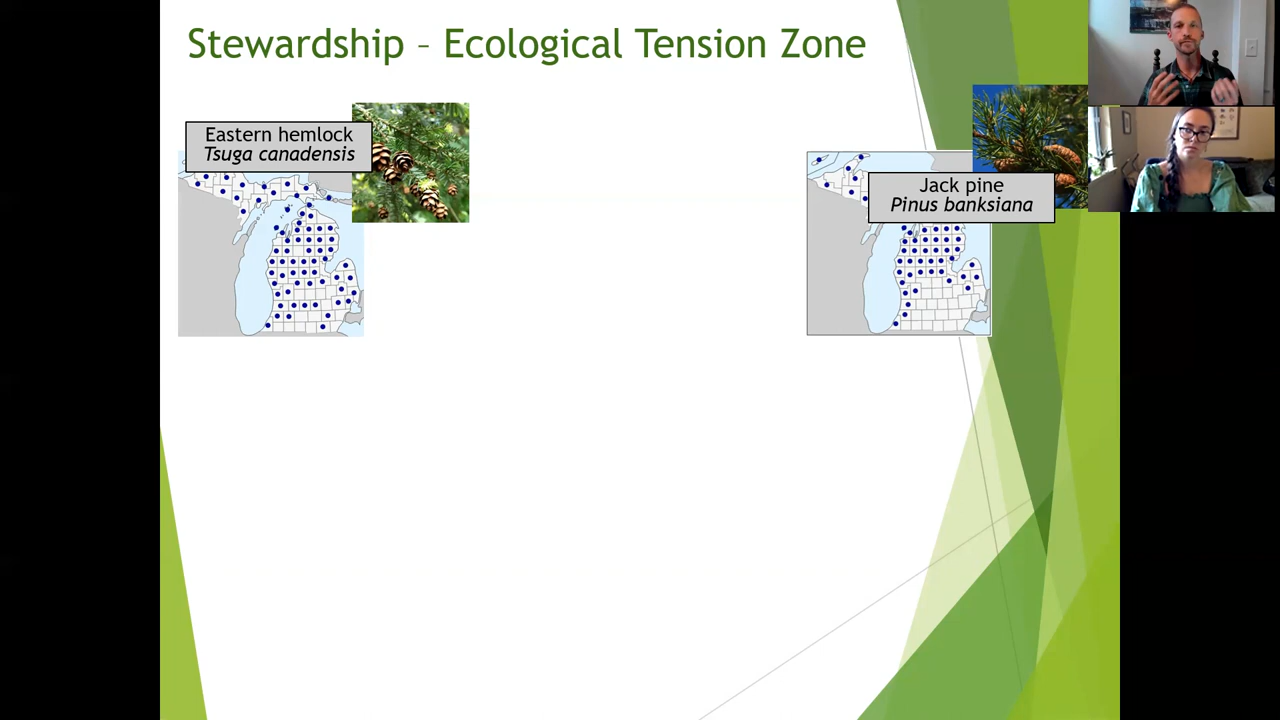 Stewardship – Ecological Tension Zone
Eastern hemlock
Tsuga canadensis
Jack pine
Pinus banksiana